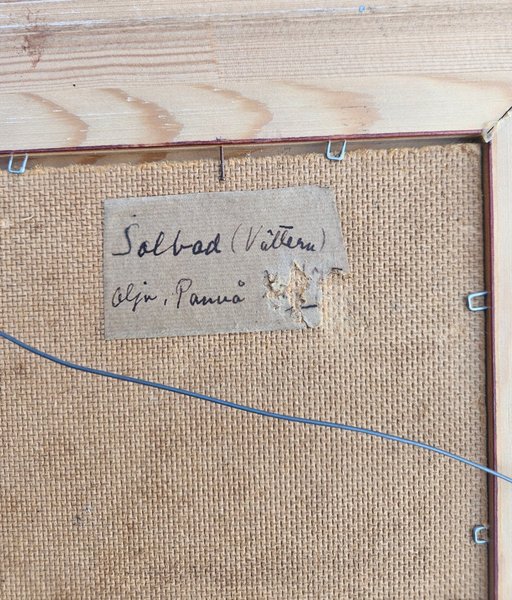 Solbad (Vättern)
Olja, Pannå